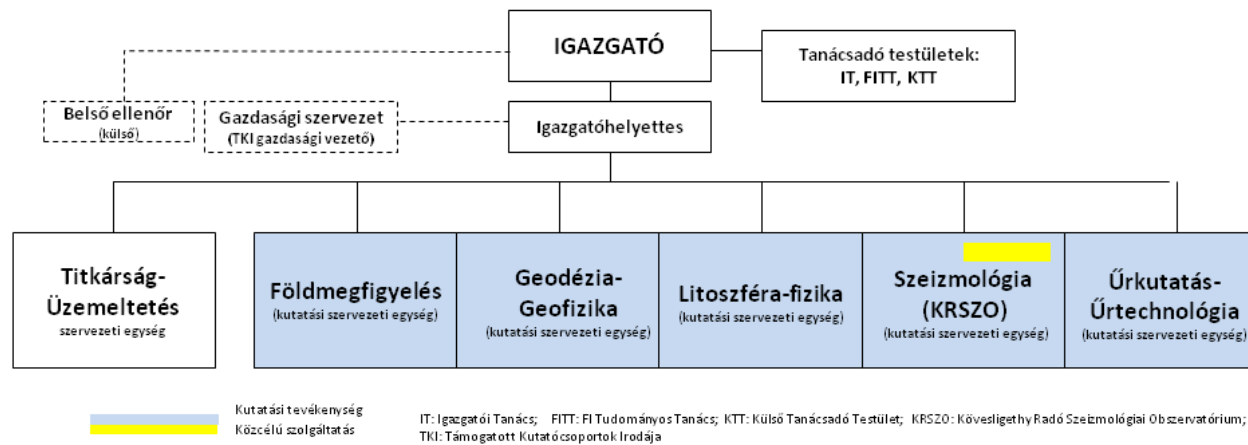 IGAZGATÓ
Tanácsadó testületek:
IT, FITT, KTT
Belső ellenőr
(külső)
Gazdasági szervezet
(TKI gazdasági vezető)
Igazgatóhelyettes
Titkárság-
Üzemeltetés
szervezeti egység
Földmegfigyelés
(kutatási szervezeti egység)
Geodézia-
Geofizika
(kutatási szervezeti egység)
Litoszféra-fizika
(kutatási szervezeti egység)
Szeizmológia
(KRSZO)
(kutatási szervezeti egység)
Űrkutatás-
Űrtechnológia
(kutatási szervezeti egység)
Kutatási tevékenység
Közcélú szolgáltatás
IT: Igazgatói Tanács; FITT: FI Tudományos Tanács; KTT: Külső Tanácsadó Testület; KRSZO: Kövesligethy Radó Szeizmológiai Obszervatórium;
TKI: Támogatott Kutatócsoportok Irodája